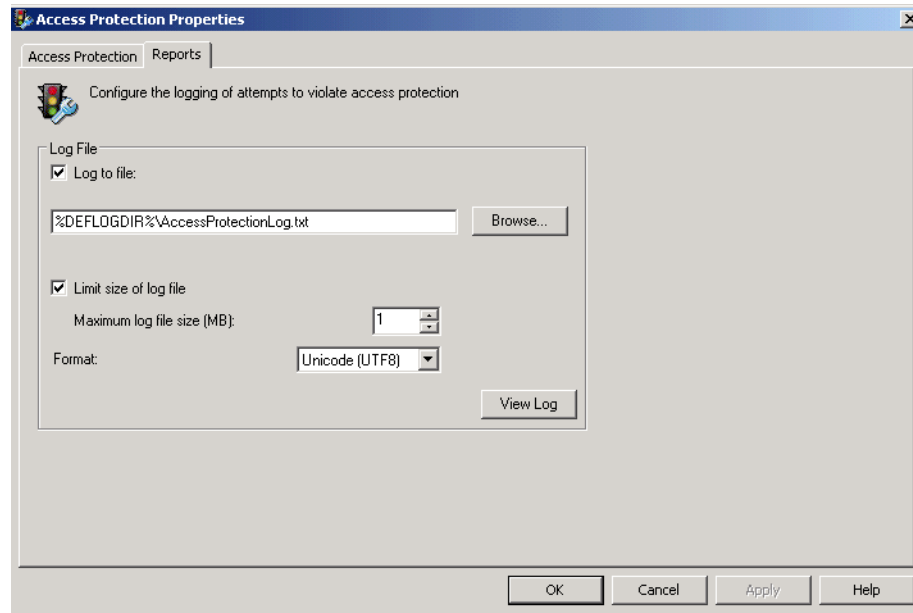 Access Protection Properties
Access Protection Reports
Configure the logging of attempts to violate access protection
Log File
Log to file:
%DEFLOGDIR%\AccessProtectionLog.txt Browse...
Limit size of log file
Maximum log file size (MB): 1
Format: Unicode (UTF8)
View Log
OK Cancel Apply Help